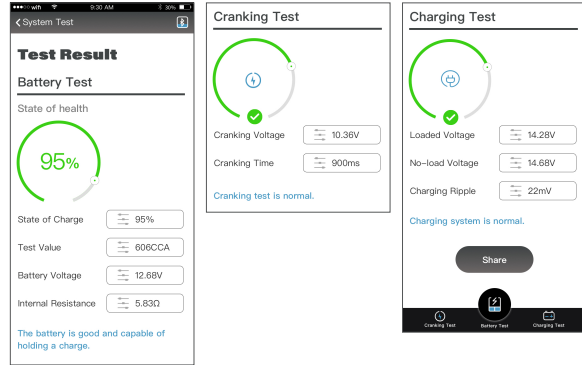 wifi 9:30 AM 30%
System Test
Test Result
Battery Test
State of health
95%
State of Charge 95%
Test Value 606CCA
Battery Voltage 12.68V
Internal Resistance 5.83Ω
The battery is good and capable of
holding a charge.
Cranking Test
Cranking Voltage 10.36V
Cranking Time 900ms
Cranking test is normal.
Charging Test
Loaded Voltage 14.28V
No-load Voltage 14.68V
Charging Ripple 22mV
Charging system is normal.
Share
Cranking Test Battery Test Charging Test